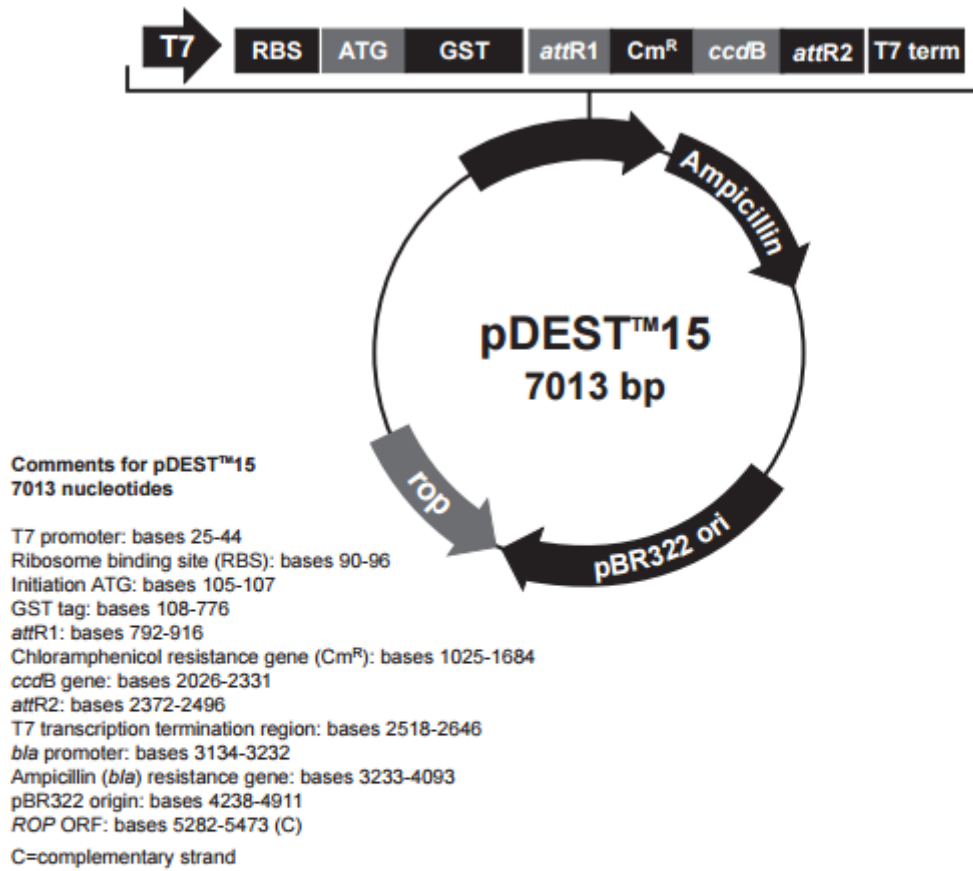 T7 RBS ATG GST attR1 CmR ccdB attR2 T7 term
Ampicillin
pDEST™15
7013 bp
pBR322 ori
rop
Comments for pDEST™15
7013 nucleotides
T7 promoter: bases 25-44
Ribosome binding site (RBS): bases 90-96
Initiation ATG: bases 105-107
GST tag: bases 108-776
attR1: bases 792-916
Chloramphenicol resistance gene (CmR): bases 1025-1684
ccdB gene: bases 2026-2331
attR2: bases 2372-2496
T7 transcription termination region: bases 2518-2646
bla promoter: bases 3134-3232
Ampicillin (bla) resistance gene: bases 3233-4093
pBR322 origin: bases 4238-4911
ROP ORF: bases 5282-5473 (C)
C=complementary strand